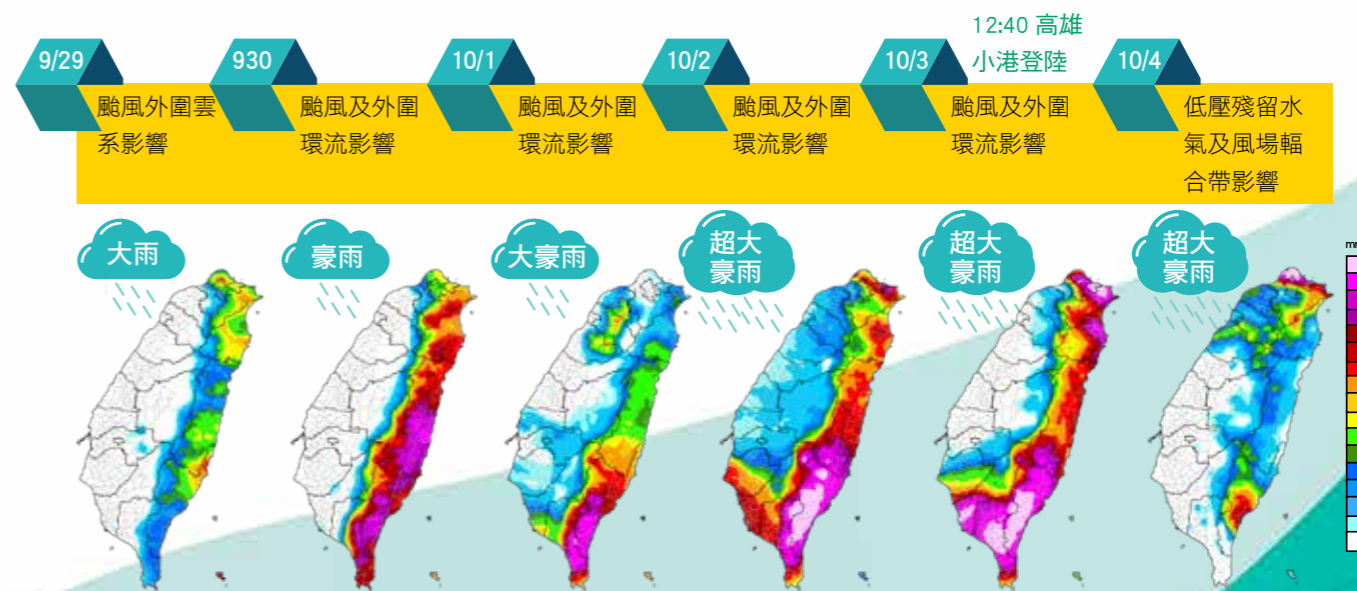 12:40 高雄
小港登陸
9/29
930
10/1
10/2
10/3
10/4
颱風外圍雲
系影響
颱風及外圍
環流影響
颱風及外圍
環流影響
颱風及外圍
環流影響
颱風及外圍
環流影響
低壓殘留水
氣及風場輻
合帶影響
大雨
豪雨
大豪雨
超大
豪雨
超大
豪雨
超大
豪雨